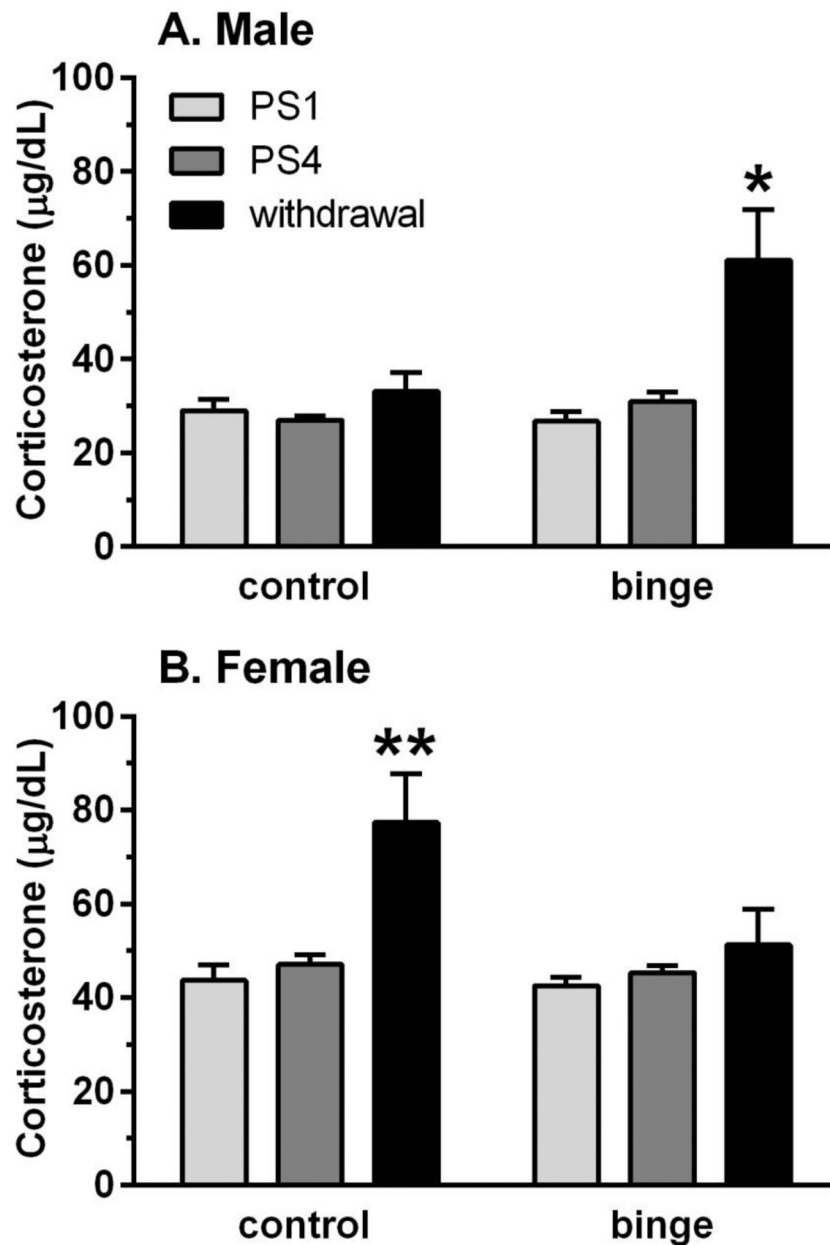 A. Male
Corticosterone (μg/dL)
100
80
60
40
20
0
PS1
PS4
withdrawal
*
control binge
B. Female
Corticosterone (μg/dL)
100
80
60
40
20
0
**
control binge